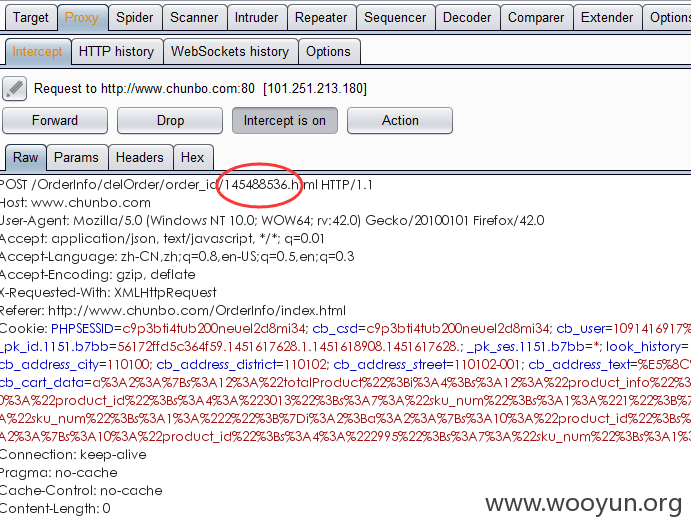 Target Proxy Spider Scanner Intruder Repeater Sequencer Decoder Comparer Extender Options
Intercept HTTP history WebSockets history Options
Request to http://www.chunbo.com:80 [101.251.213.180]
Forward Drop Intercept is on Action
Raw Params Headers Hex
POST /OrderInfo/delOrder/order_id/145488536.html HTTP/1.1
Host: www.chunbo.com
User-Agent: Mozilla/5.0 (Windows NT 10.0; WOW64; rv:42.0) Gecko/20100101 Firefox/42.0
Accept: application/json, text/javascript, */*; q=0.01
Accept-Language: zh-CN,zh;q=0.8,en-US;q=0.5,en;q=0.3
Accept-Encoding: gzip, deflate
X-Requested-With: XMLHttpRequest
Referer: http://www.chunbo.com/OrderInfo/index.html
Cookie: PHPSESSID=c9p3bti4tub200neuel2d8mi34; cb_csd=c9p3bti4tub200neuel2d8mi34; cb_user=1091416917%
_pk_id.1151.b7bb=56172ffd5c364f59.1451617628.1.1451618908.1451617628.; _pk_ses.1151.b7bb=*; look_history=
cb_address_city=110100; cb_address_district=110102; cb_address_street=110102-001; cb_address_text=%E5%8C%
cb_cart_data=a%3A2%3A%7Bs%3A12%3A%22totalProduct%22%3Bi%3A4%3Bs%3A12%3A%22product_info%22%3
0%3A%22product_id%22%3Bs%3A4%3A%223013%22%3Bs%3A7%3A%22sku_num%22%3Bs%3A1%3A%221%22%3B%7
A%22sku_num%22%3Bs%3A1%3A%222%22%3B%7Di%3A2%3Ba%3A2%3A%7Bs%3A10%3A%22product_id%22%3Bs%
A2%3A%7Bs%3A10%3A%22product_id%22%3Bs%3A4%3A%222995%22%3Bs%3A7%3A%22sku_num%22%3Bs%3A1%3
Connection: keep-alive
Pragma: no-cache
Cache-Control: no-cache
Content-Length: 0
www.wooyun.org